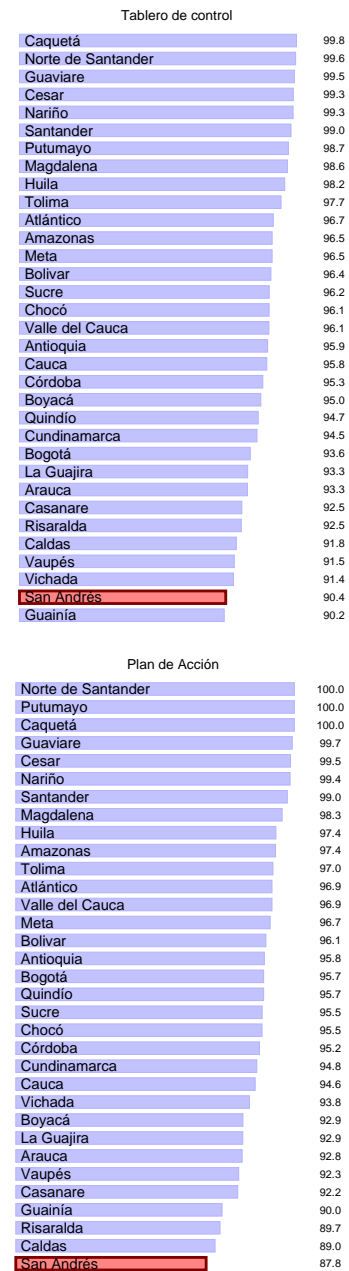 Tablero de control
Caquetá 99.8
Norte de Santander 99.6
Guaviare 99.5
Cesar 99.3
Nariño 99.3
Santander 99.0
Putumayo 98.7
Magdalena 98.6
Huila 98.2
Tolima 97.7
Atlántico 96.7
Amazonas 96.5
Meta 96.5
Bolivar 96.4
Sucre 96.2
Chocó 96.1
Valle del Cauca 96.1
Antioquia 95.9
Cauca 95.8
Córdoba 95.3
Boyacá 95.0
Quindío 94.7
Cundinamarca 94.5
Bogotá 93.6
La Guajira 93.3
Arauca 93.3
Casanare 92.5
Risaralda 92.5
Caldas 91.8
Vaupés 91.5
Vichada 91.4
San Andrés 90.4
Guainía 90.2
Plan de Acción
Norte de Santander 100.0
Putumayo 100.0
Caquetá 100.0
Guaviare 99.7
Cesar 99.5
Nariño 99.4
Santander 99.0
Magdalena 98.3
Huila 97.4
Amazonas 97.4
Tolima 97.0
Atlántico 96.9
Valle del Cauca 96.9
Meta 96.7
Bolivar 96.1
Antioquia 95.8
Bogotá 95.7
Quindío 95.7
Sucre 95.5
Chocó 95.5
Córdoba 95.2
Cundinamarca 94.8
Cauca 94.6
Vichada 93.8
Boyacá 92.9
La Guajira 92.9
Arauca 92.8
Vaupés 92.3
Casanare 92.2
Guainía 90.0
Risaralda 89.7
Caldas 89.0
San Andrés 87.8